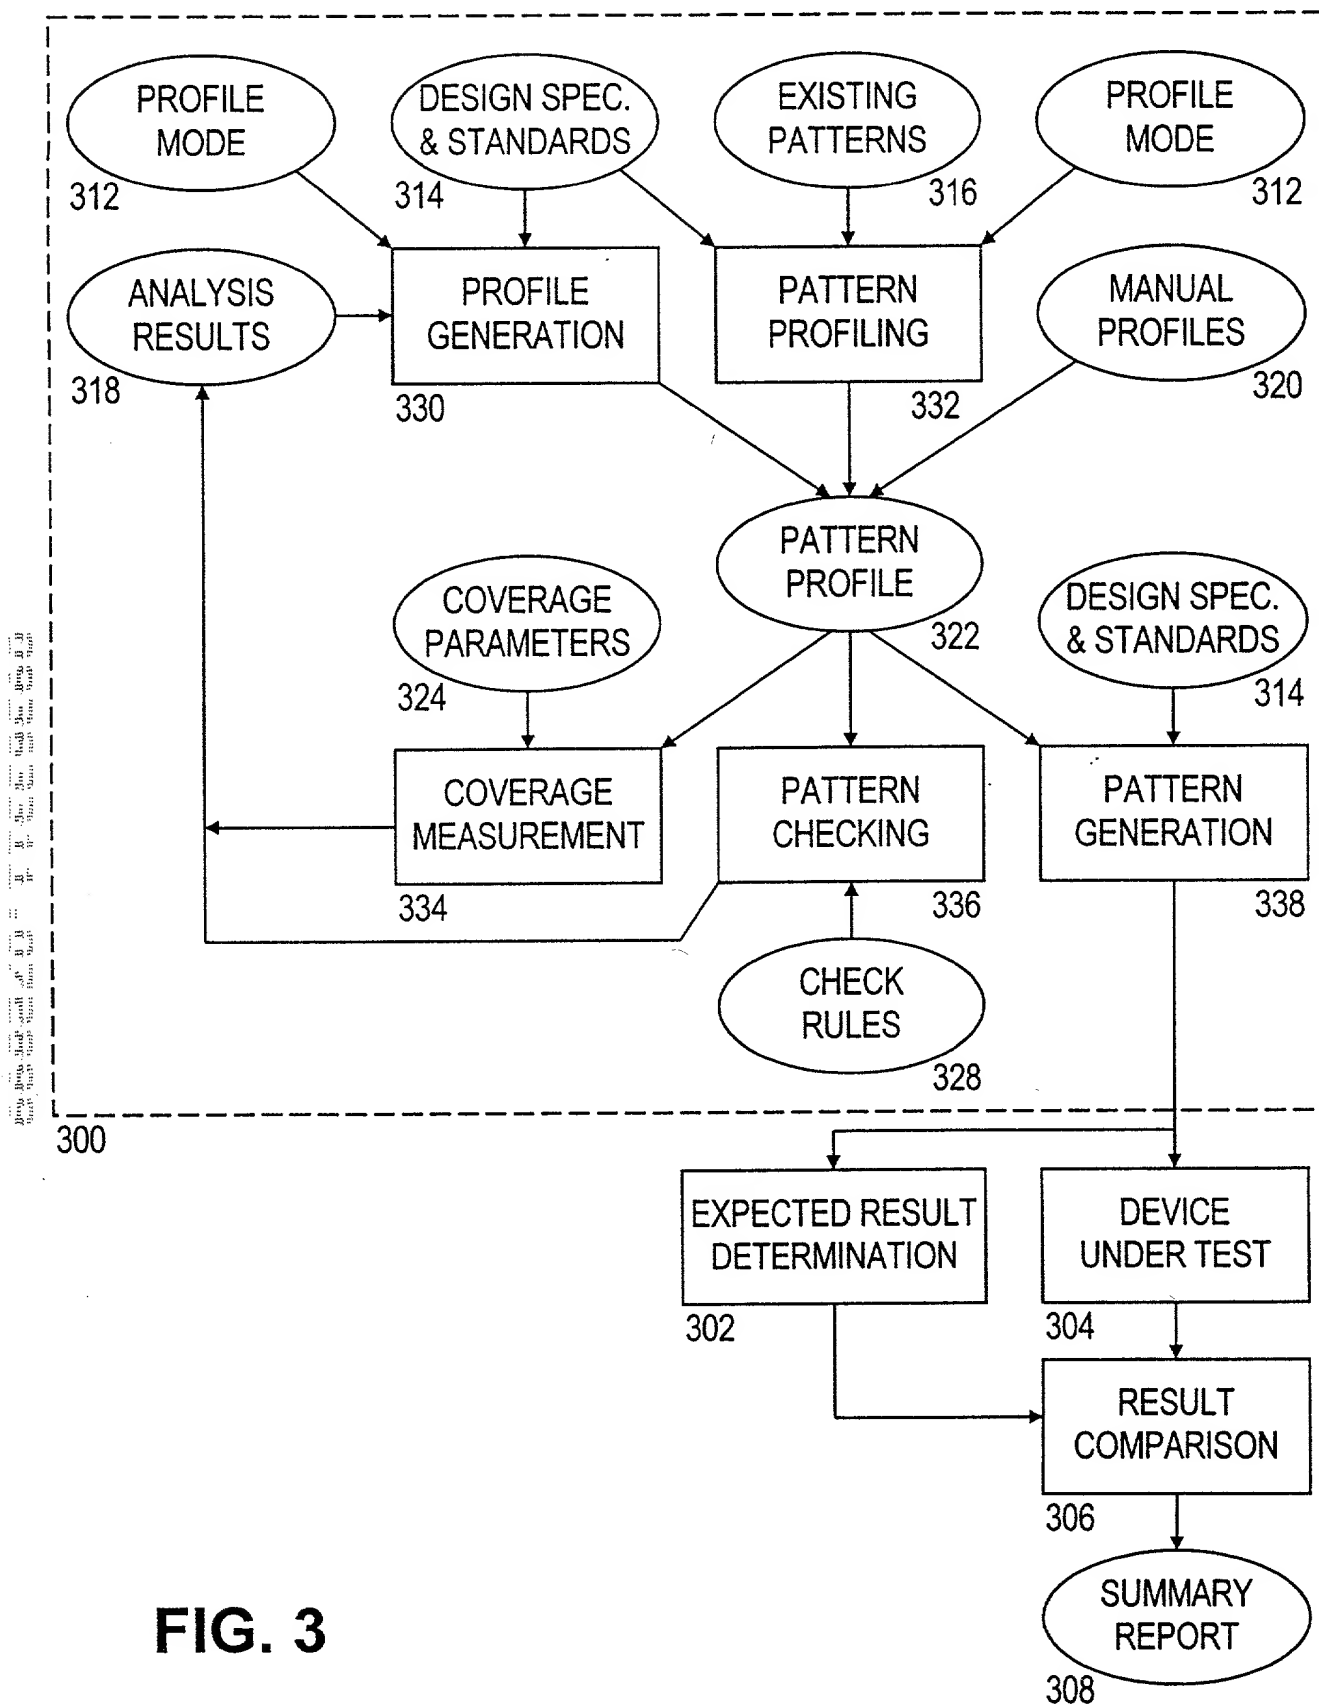 PROFILE
MODE
312
DESIGN SPEC.
& STANDARDS
314
EXISTING
PATTERNS
316
PROFILE
MODE
312
ANALYSIS
RESULTS
318
PROFILE
GENERATION
330
PATTERN
PROFILING
332
MANUAL
PROFILES
320
PATTERN
PROFILE
322
COVERAGE
PARAMETERS
324
DESIGN SPEC.
& STANDARDS
314
COVERAGE
MEASUREMENT
334
PATTERN
CHECKING
336
PATTERN
GENERATION
338
CHECK
RULES
328
300
EXPECTED RESULT
DETERMINATION
302
DEVICE
UNDER TEST
304
RESULT
COMPARISON
306
SUMMARY
REPORT
308
FIG. 3